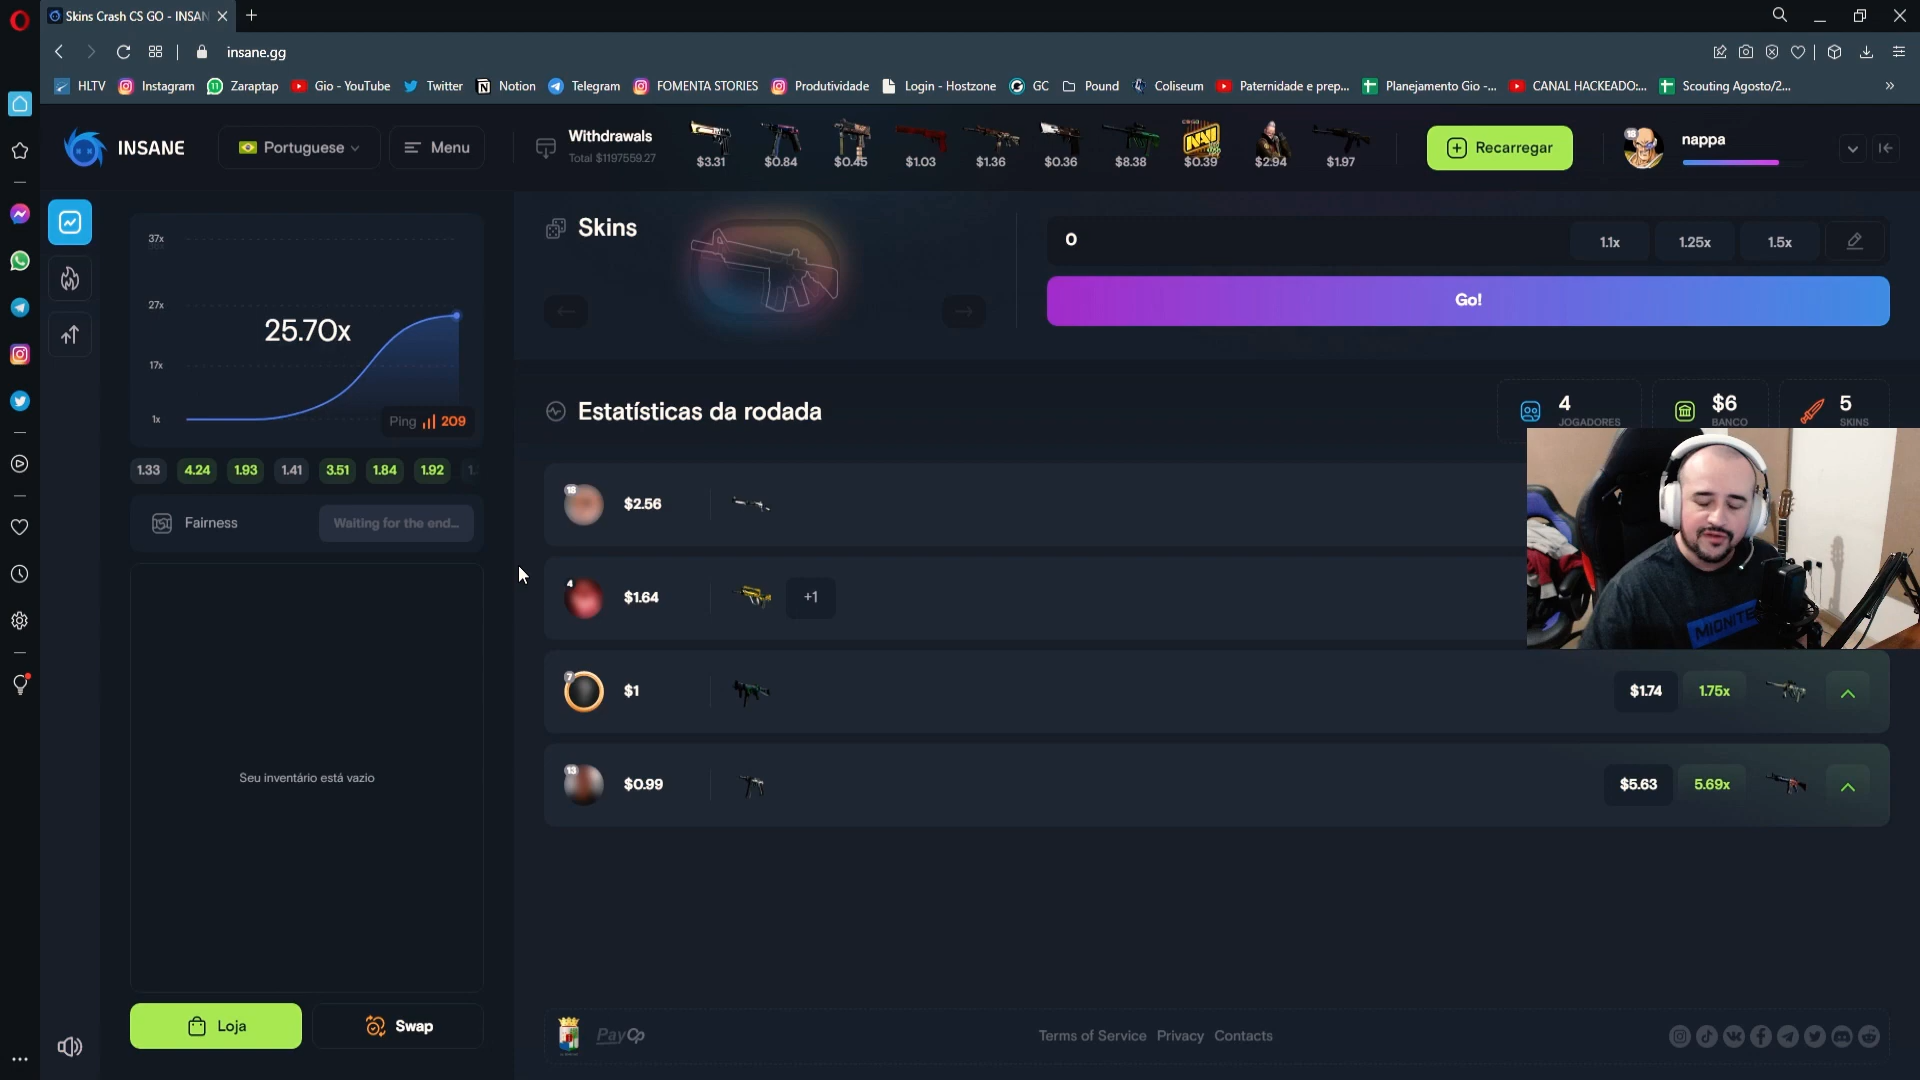 Skins Crash CS GO - INSAN
insane.gg
HLTV
Instagram
Zaraptap
Gio - YouTube
Twitter
Notion
Telegram
FOMENTA STORIES
Produtividade
Login - Hostzone
GC
Pound
Coliseum
Paternidade e prep...
Planejamento Gio -...
CANAL HACKEADO:...
Scouting Agosto/2...
INSANE
Portuguese
Menu
Withdrawals
Total $1197559.27
$3.31
$0.84
$0.45
$1.03
$1.36
$0.36
$8.38
$0.39
$2.94
$1.97
Recarregar
18
nappa
37x
27x
17x
1x
25.70x
Ping 209
1.33
4.24
1.93
1.41
3.51
1.84
1.92
Fairness
Waiting for the end...
Seu inventário está vazio
Loja
Swap
Skins
0
1.1x
1.25x
1.5x
Go!
Estatísticas da rodada
4
JOGADORES
$6
BANCO
5
SKINS
18
$2.56
4
$1.64
+1
7
$1
$1.74
1.75x
13
$0.99
$5.63
5.69x
MIONITE
PayOp
Terms of Service
Privacy
Contacts